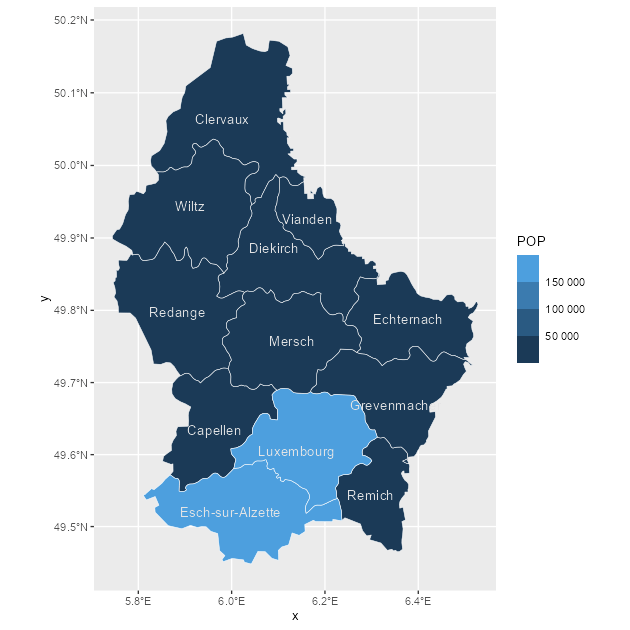 50.2°N
50.1°N
50.0°N
49.9°N
49.8°N
49.7°N
49.6°N
49.5°N
y
Clervaux
Wiltz
Vianden
Diekirch
Redange
Echternach
Mersch
Grevenmach
Capellen
Luxembourg
Remich
Esch-sur-Alzette
5.8°E
6.0°E
6.2°E
6.4°E
x
POP
150 000
100 000
50 000